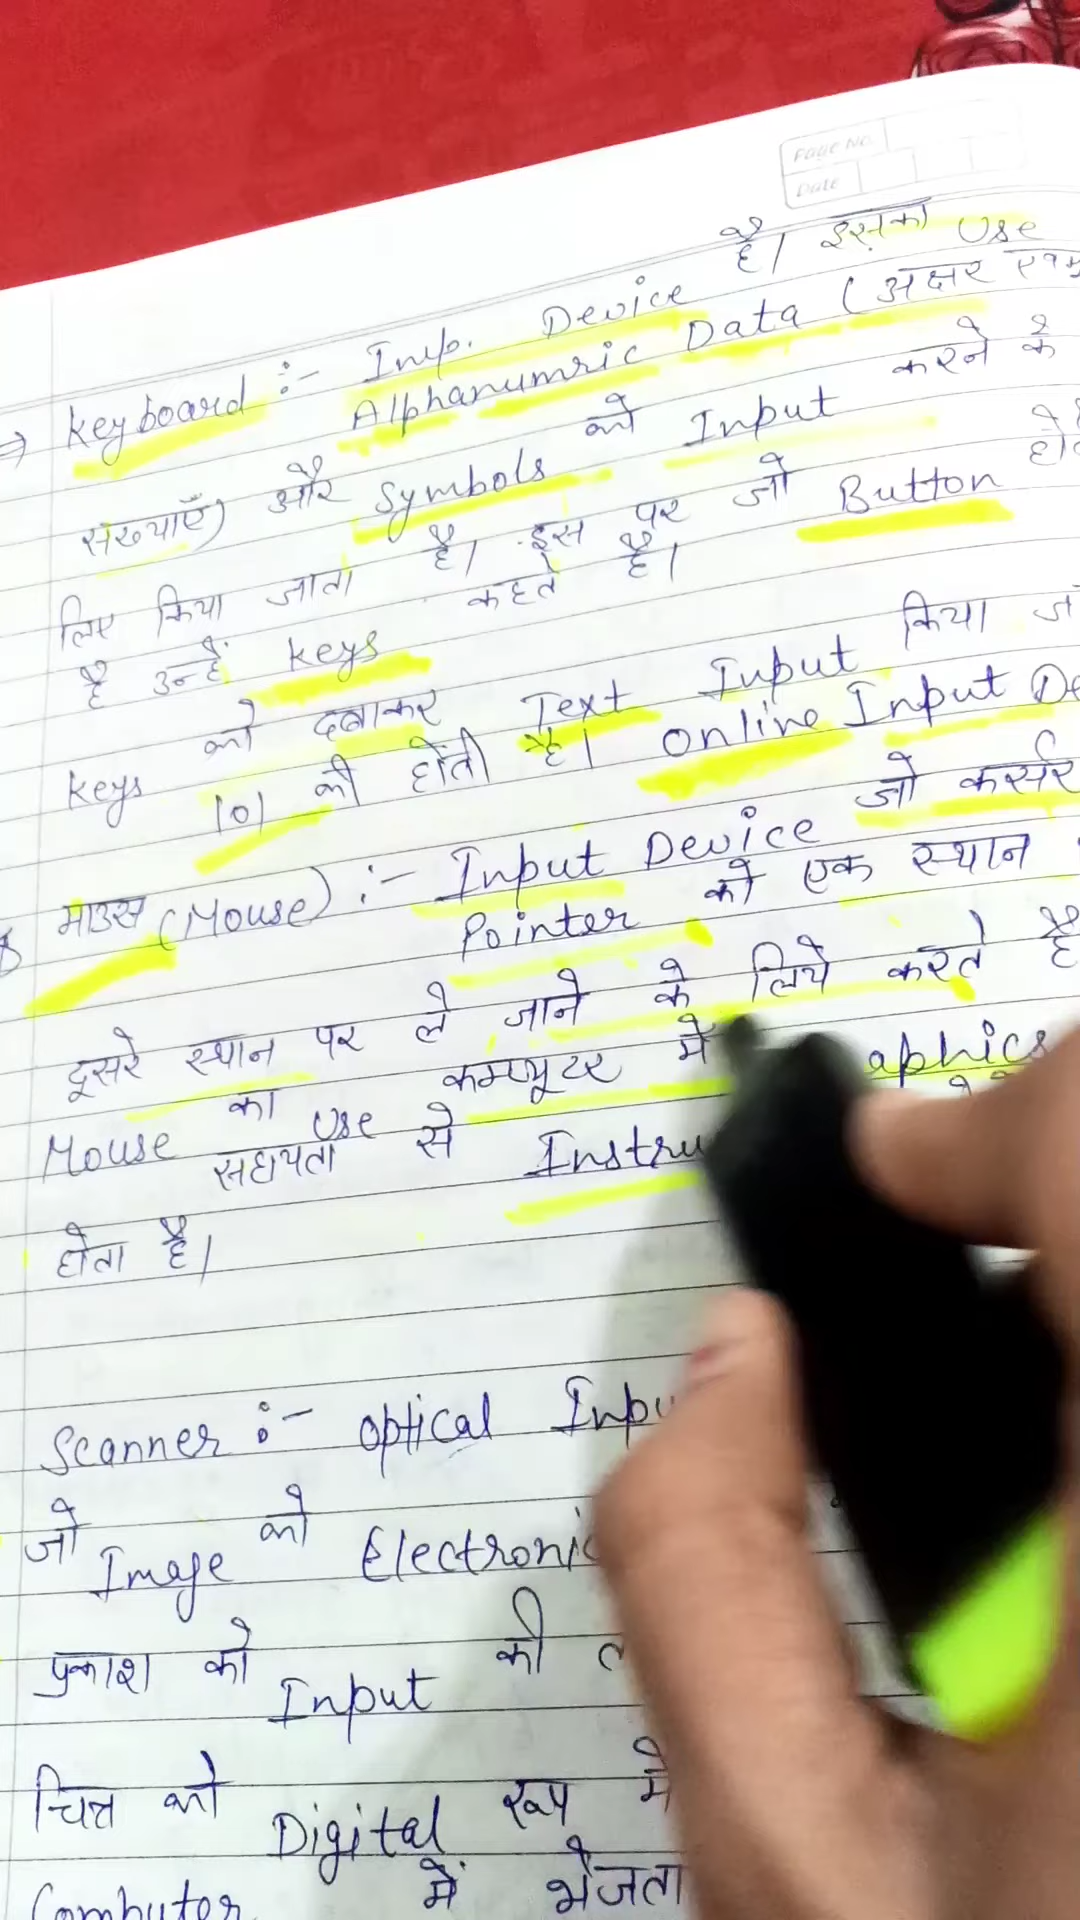 Page No.
Date
keyboard :- Inp. Device है। इसका Use
Alphanumric Data (अक्षर
संख्याएँ) और Symbols को Input करने के
लिए किया जाता है। इस पर जो Button
है उन्हें keys कहते है।
keys को दबाकर Text Input किया
101 की होती है। Online Input
माउस (Mouse) :- Input Device जो कर्सर
Pointer को एक स्थान
दूसरे स्थान पर ले जाने के लिये करते है
Mouse का Use कम्प्यूटर में
सहायता से
होता है।
Scanner :- Optical
जो Image को
प्रकाश को Input की
चित्र को Digital रूप में
Computer में भेजता